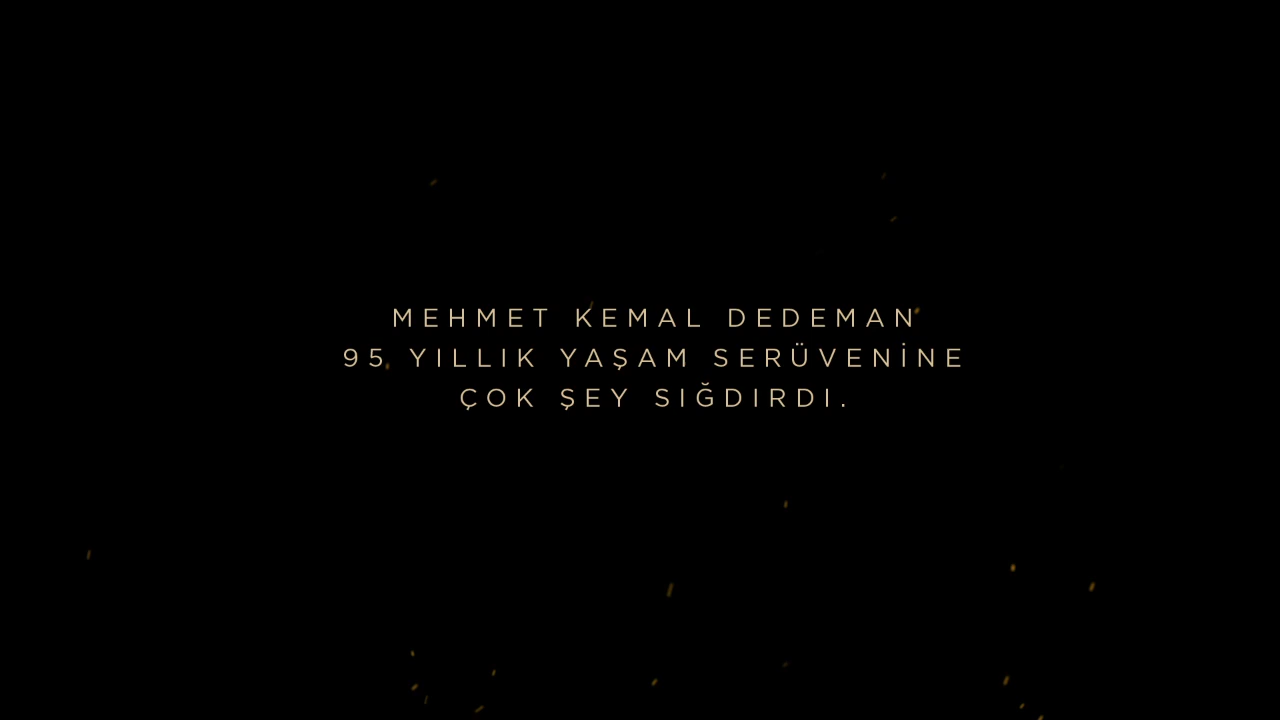 MEHMET KEMAL DEDEMAN
95 YILLIK YAŞAM SERÜVENİNE
ÇOK ŞEY SIĞDIRDI.